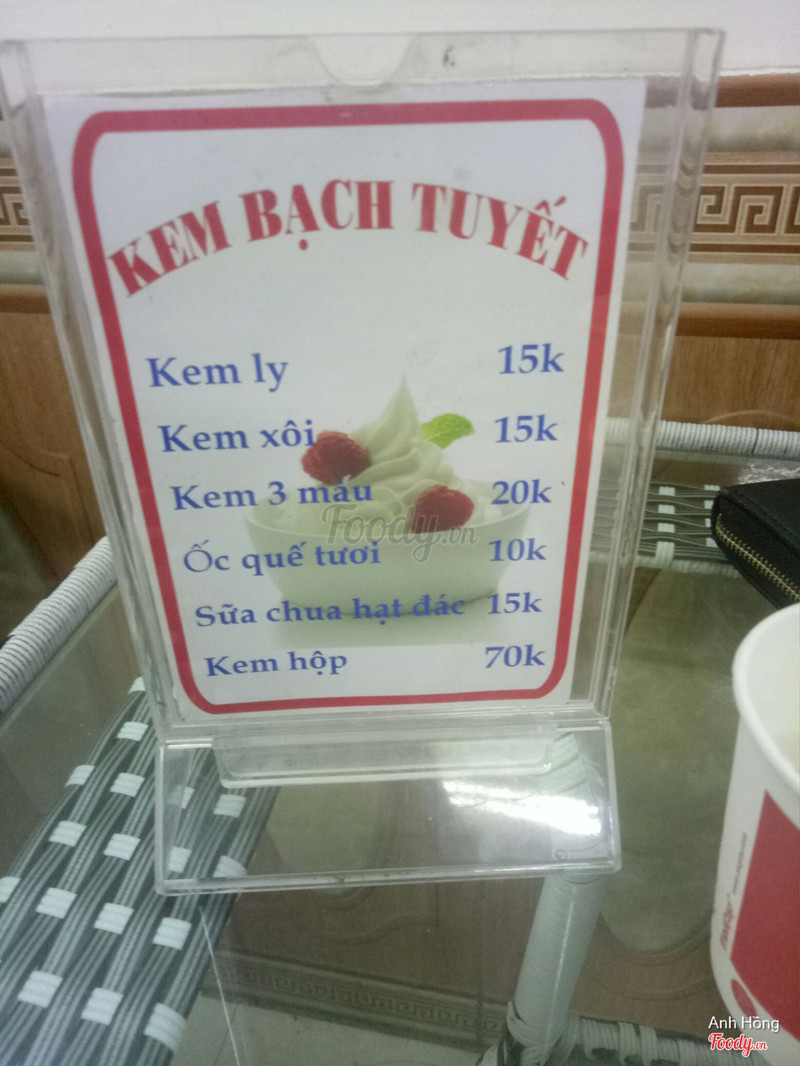 KEM BẠCH TUYẾT
Kem ly 15k
Kem xôi 15k
Kem 3 màu 20k
Ốc quế tươi 10k
Sữa chua hạt đác 15k
Kem hộp 70k
Foody.vn
Anh Hồng
Foody.vn